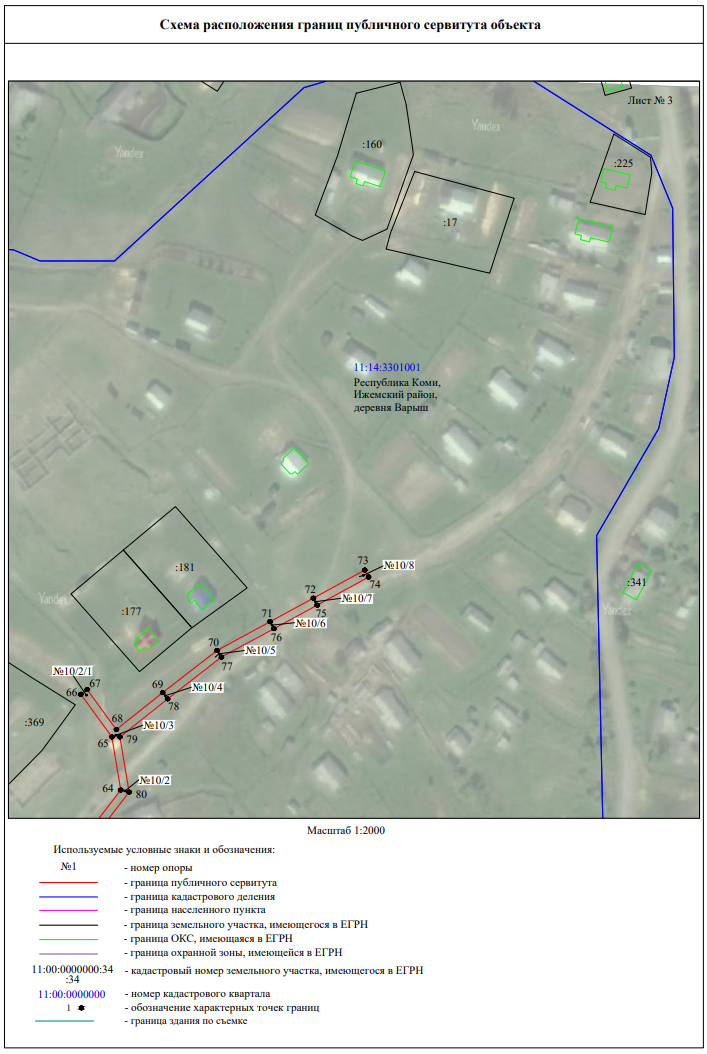 Схема расположения границ публичного сервитута объекта
Лист № 3
Yandex
Yandex
:160
:225
:17
11:14:3301001
Республика Коми,
Ижемский район,
деревня Варыш
:181
73
№10/8
74
:341
Yandex
72
№10/7
75
Yandex
:177
71
№10/6
76
70
№10/5
77
№10/2/1
67
66
69
№10/4
78
:369
68
№10/3
65
79
№10/2
64
80
Масштаб 1:2000
Используемые условные знаки и обозначения:
№1 - номер опоры
- граница публичного сервитута
- граница кадастрового деления
- граница населенного пункта
- граница земельного участка, имеющегося в ЕГРН
- граница ОКС, имеющаяся в ЕГРН
- граница охранной зоны, имеющейся в ЕГРН
11:00:0000000:34 - кадастровый номер земельного участка, имеющегося в ЕГРН
:34
11:00:0000000 - номер кадастрового квартала
1 - обозначение характерных точек границ
- граница здания по съемке